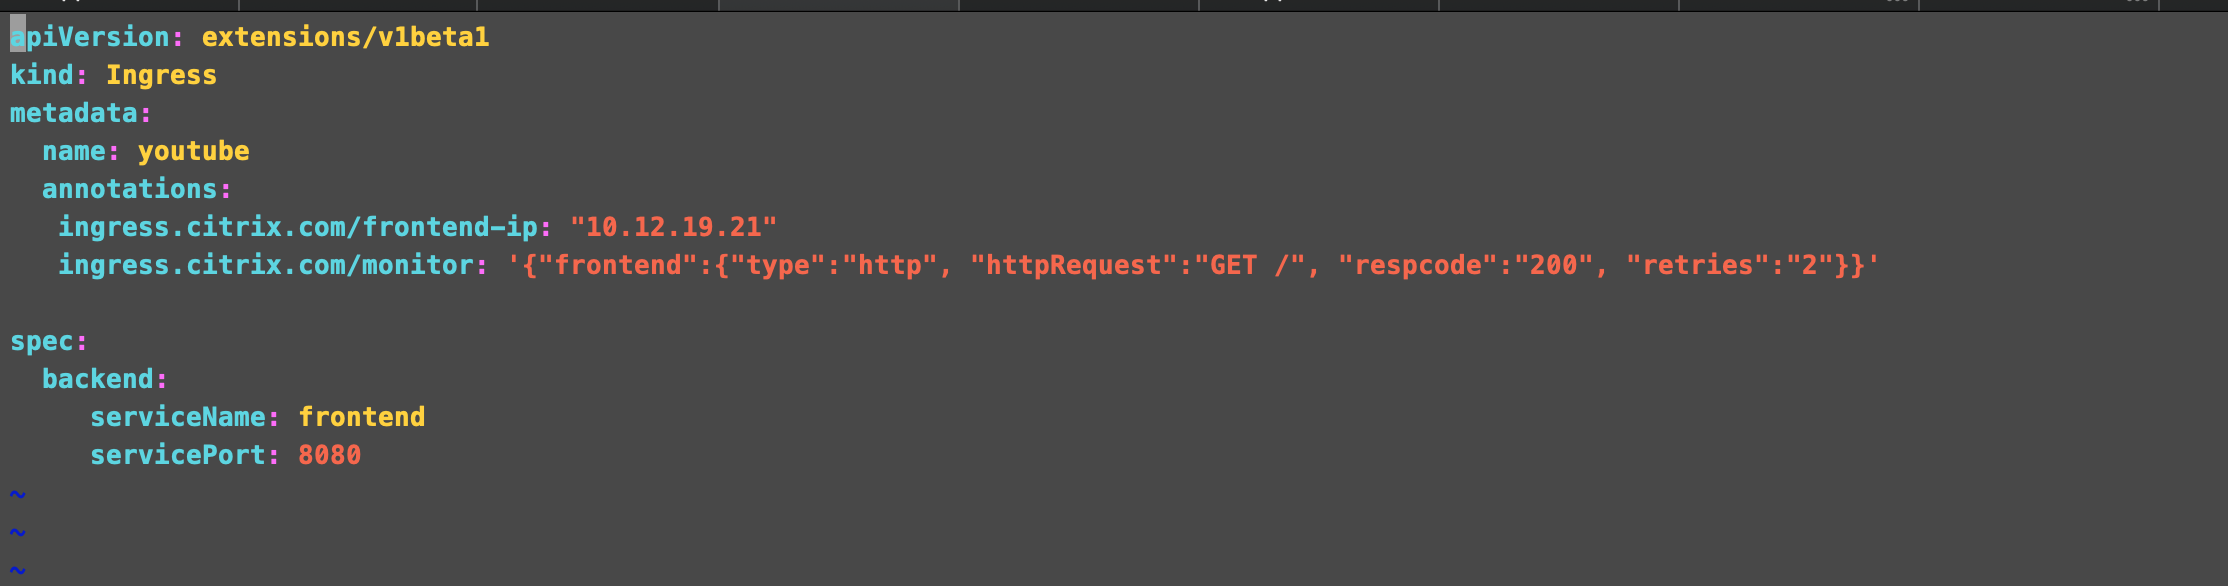 apiVersion: extensions/v1beta1
kind: Ingress
metadata:
  name: youtube
  annotations:
   ingress.citrix.com/frontend-ip: "10.12.19.21"
   ingress.citrix.com/monitor: '{"frontend":{"type":"http", "httpRequest":"GET /", "respcode":"200", "retries":"2"}}'

spec:
  backend:
     serviceName: frontend
     servicePort: 8080
~
~
~